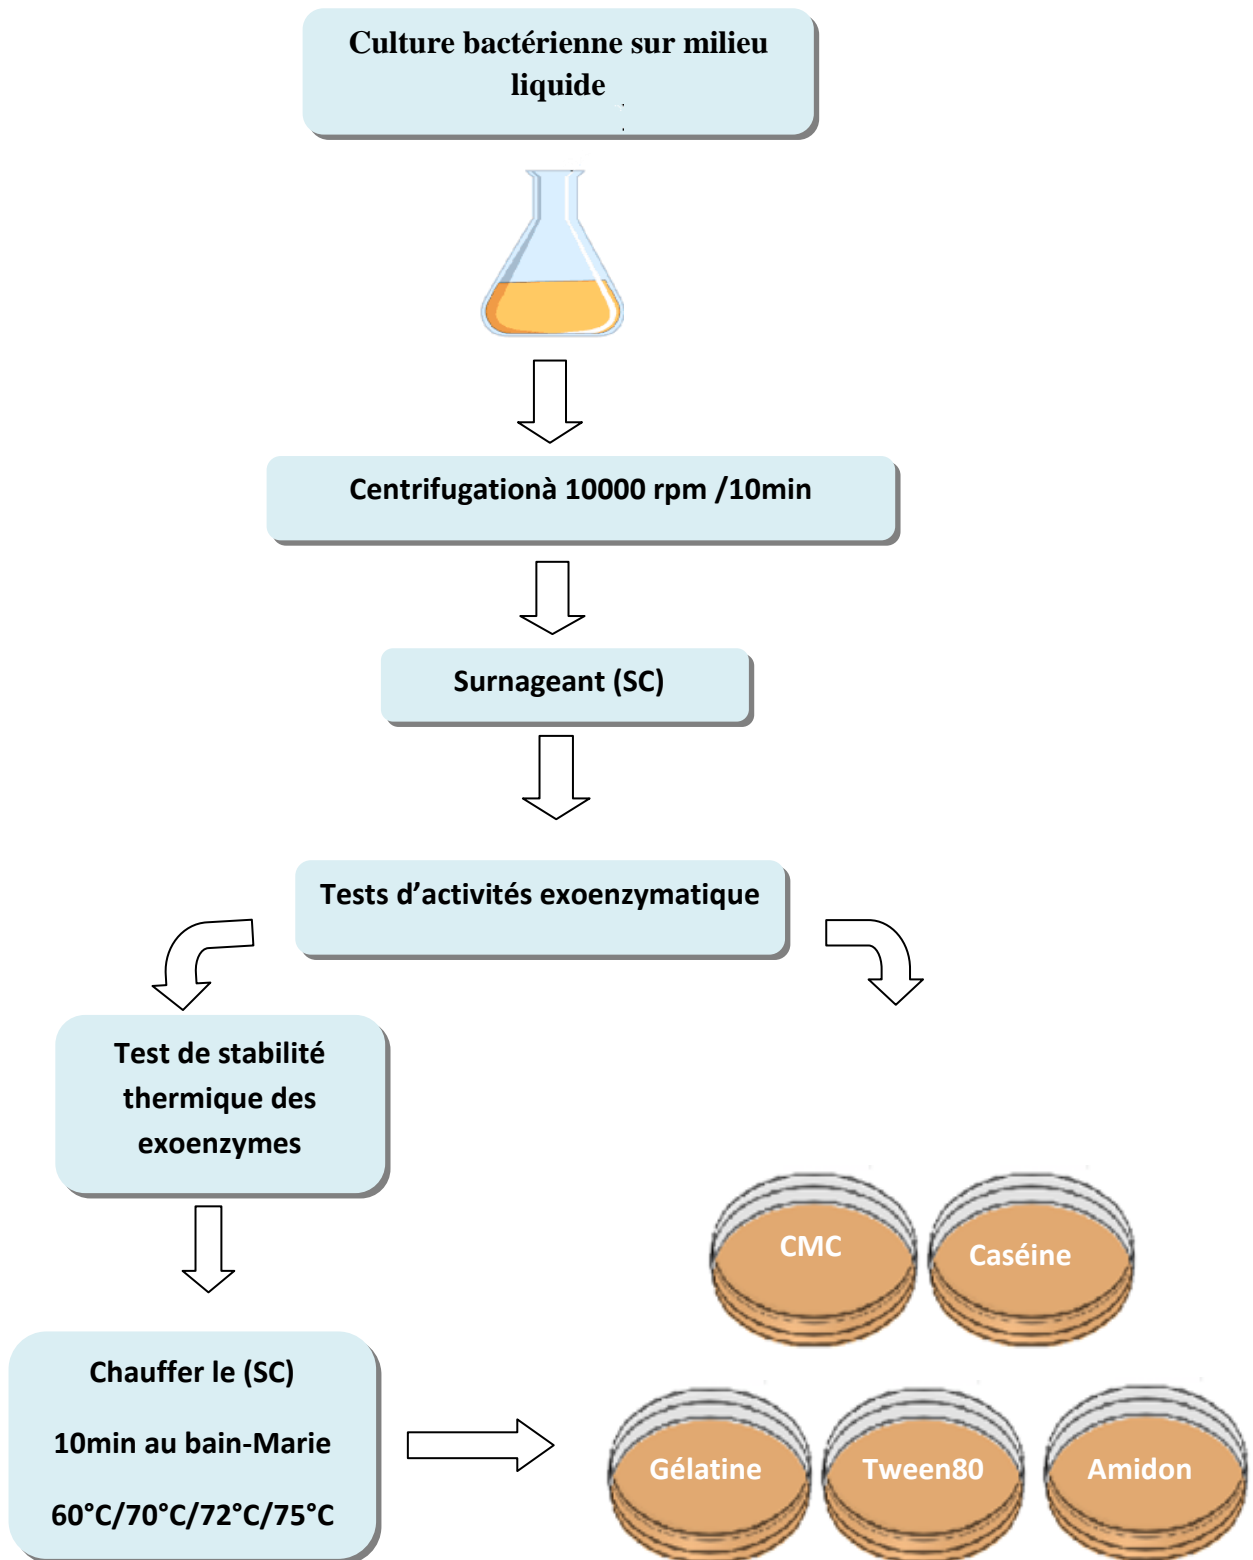 Culture bactérienne sur milieu
liquide
Centrifugationà 10000 rpm /10min
Surnageant (SC)
Tests d'activités exoenzymatique
Test de stabilité
thermique des
exoenzymes
Chauffer le (SC)
10min au bain-Marie
60°C/70°C/72°C/75°C
CMC
Caséine
Gélatine
Tween80
Amidon